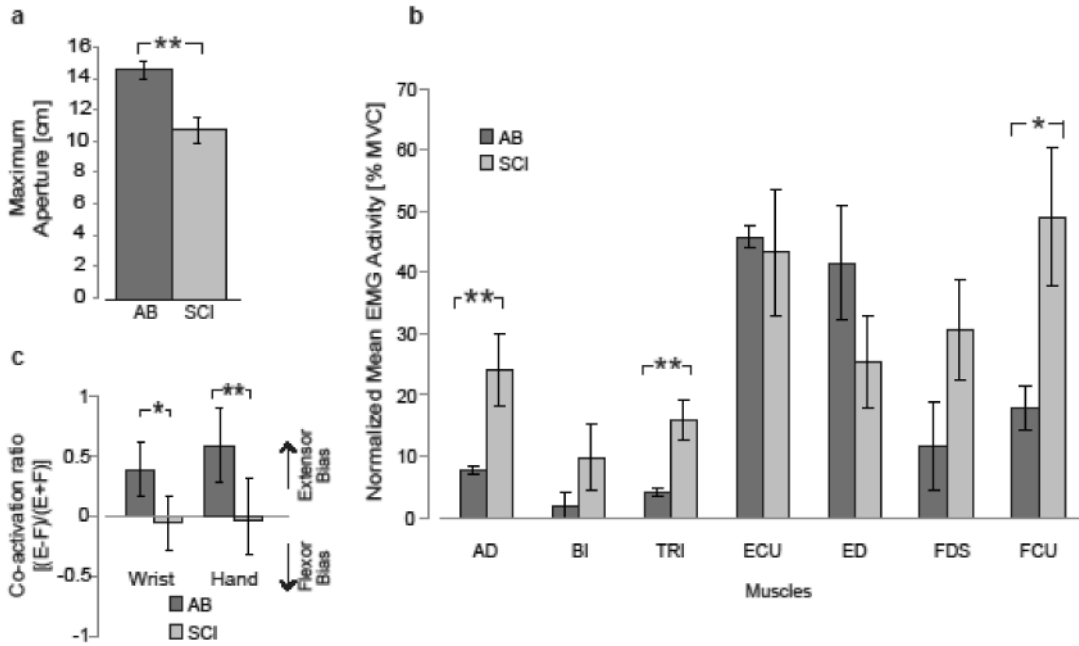 a
16
14
12
10
8
6
4
2
0
Maximum
Aperture [cm]
**
AB SCI
b
70
60
50
40
30
20
10
0
Normalized Mean EMG Activity [% MVC]
AB
SCI
**
**
*
AD BI TRI ECU ED FDS FCU
Muscles
c
1
0.5
0
-0.5
-1
Co-activation ratio
[(E-F)/(E+F)]
*
**
Extensor
Bias
Flexor
Bias
Wrist Hand
AB
SCI